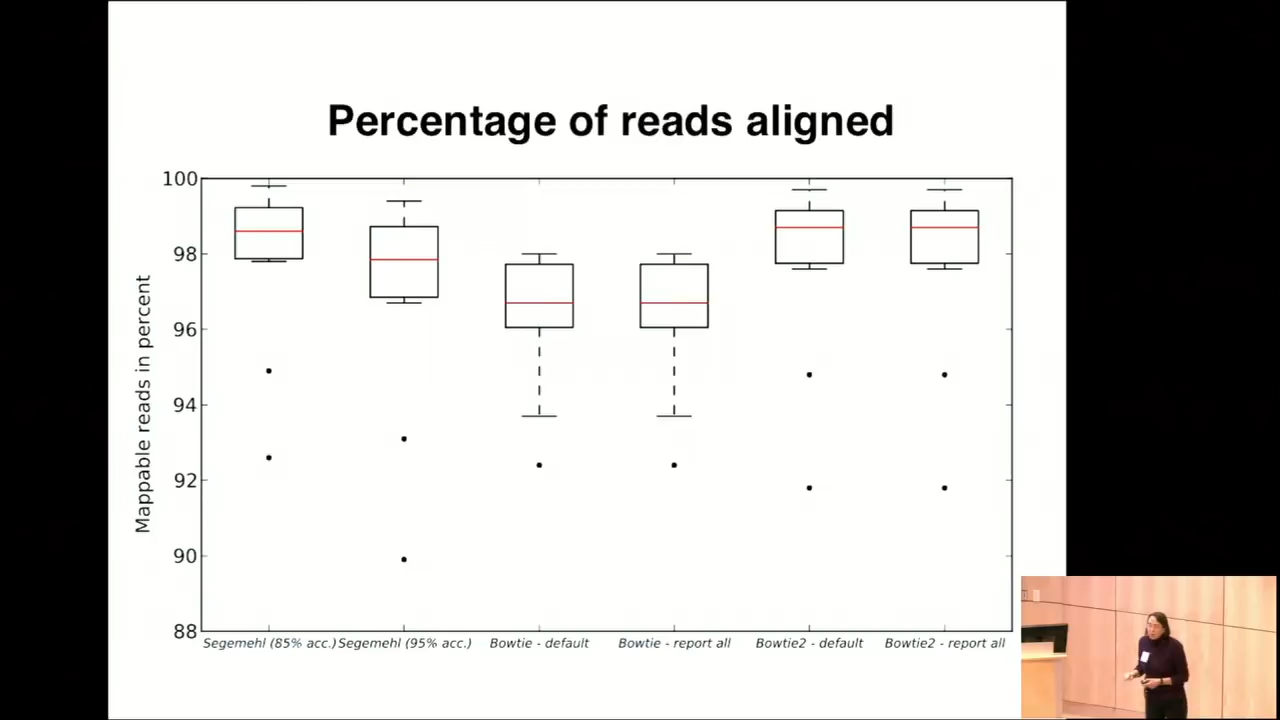 Percentage of reads aligned
100
98
96
94
92
90
88
Mappable reads in percent
Segemehl (85% acc.) Segemehl (95% acc.) Bowtie - default Bowtie - report all Bowtie2 - default Bowtie2 - report all